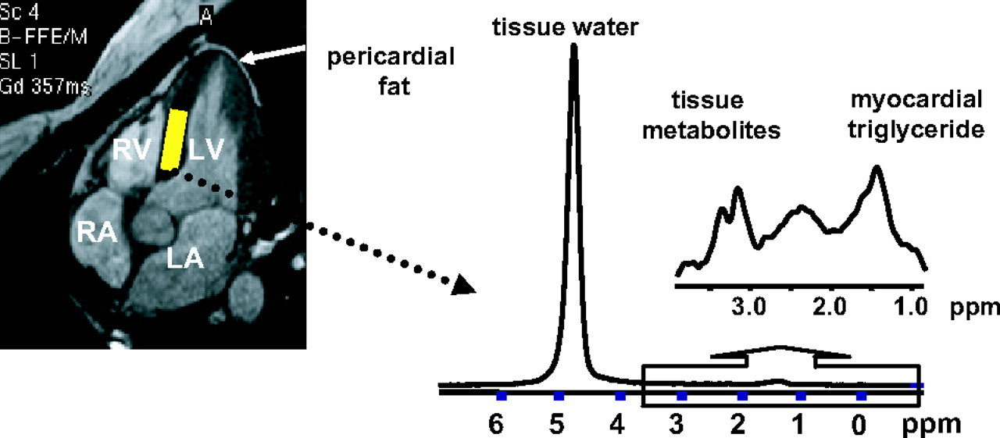 Sc 4
B-FFE/M
SL 1
Gd 357ms
A
RV
LV
RA
LA
pericardial
fat
tissue water
tissue
metabolites
myocardial
triglyceride
3.0 2.0 1.0 ppm
6 5 4 3 2 1 0 ppm